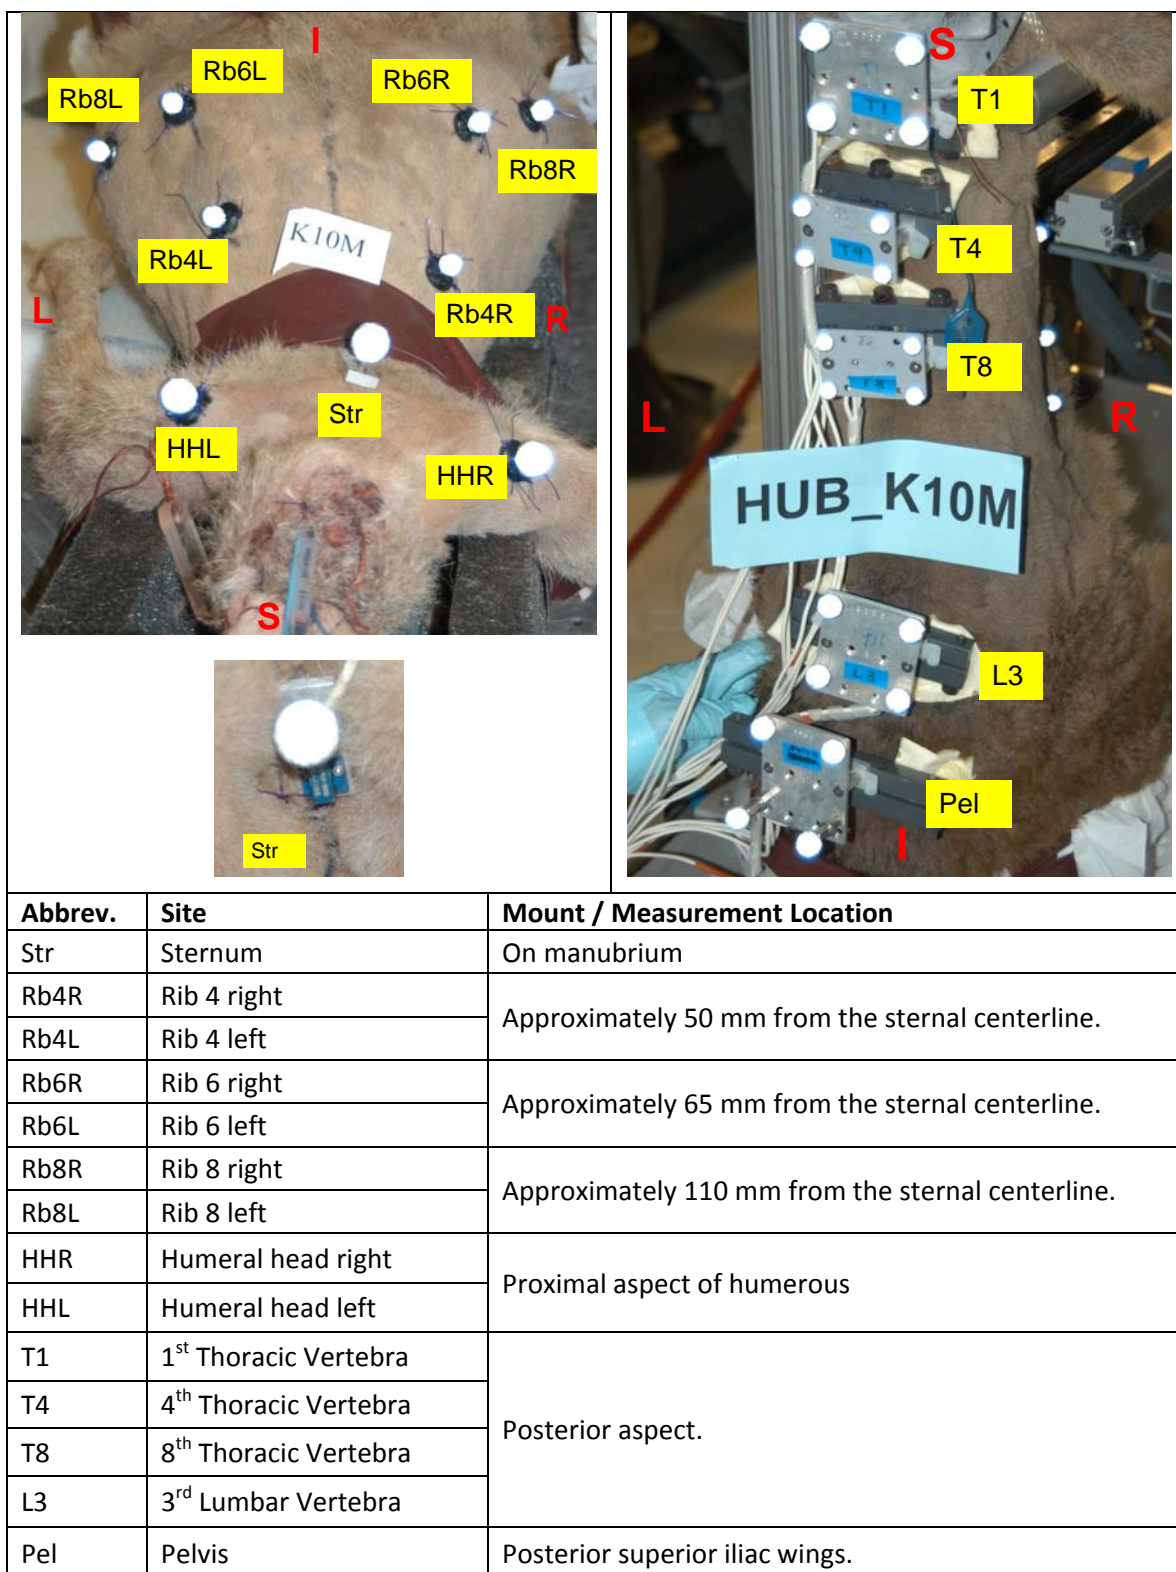 I
Rb6L
Rb6R
Rb8L
Rb8R
K10M
Rb4L
Rb4R
L
R
Str
HHL
HHR
S
Str
S
T1
T1
T4
T4
T8
T8
L
R
HUB_K10M
L3
L3
Pel
I
Abbrev. Site Mount / Measurement Location
Str Sternum On manubrium
Rb4R Rib 4 right
Approximately 50 mm from the sternal centerline.
Rb4L Rib 4 left
Rb6R Rib 6 right
Approximately 65 mm from the sternal centerline.
Rb6L Rib 6 left
Rb8R Rib 8 right
Approximately 110 mm from the sternal centerline.
Rb8L Rib 8 left
HHR Humeral head right
Proximal aspect of humerous
HHL Humeral head left
T1 1st Thoracic Vertebra
T4 4th Thoracic Vertebra
Posterior aspect.
T8 8th Thoracic Vertebra
L3 3rd Lumbar Vertebra
Pel Pelvis Posterior superior iliac wings.